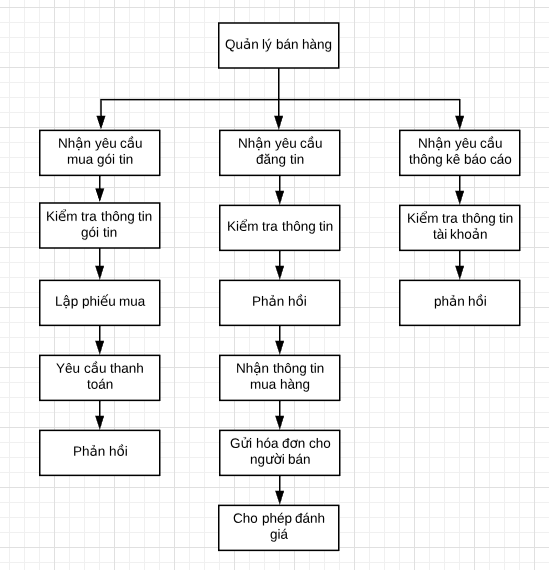 Quản lý bán hàng
Nhận yêu cầu
mua gói tin
Kiểm tra thông tin
gói tin
Lập phiếu mua
Yêu cầu thanh
toán
Phản hồi
Nhận yêu cầu
đăng tin
Kiểm tra thông tin
Phản hồi
Nhận thông tin
mua hàng
Gửi hóa đơn cho
người bán
Cho phép đánh
giá
Nhận yêu cầu
thông kê báo cáo
Kiểm tra thông tin
tài khoản
phản hồi